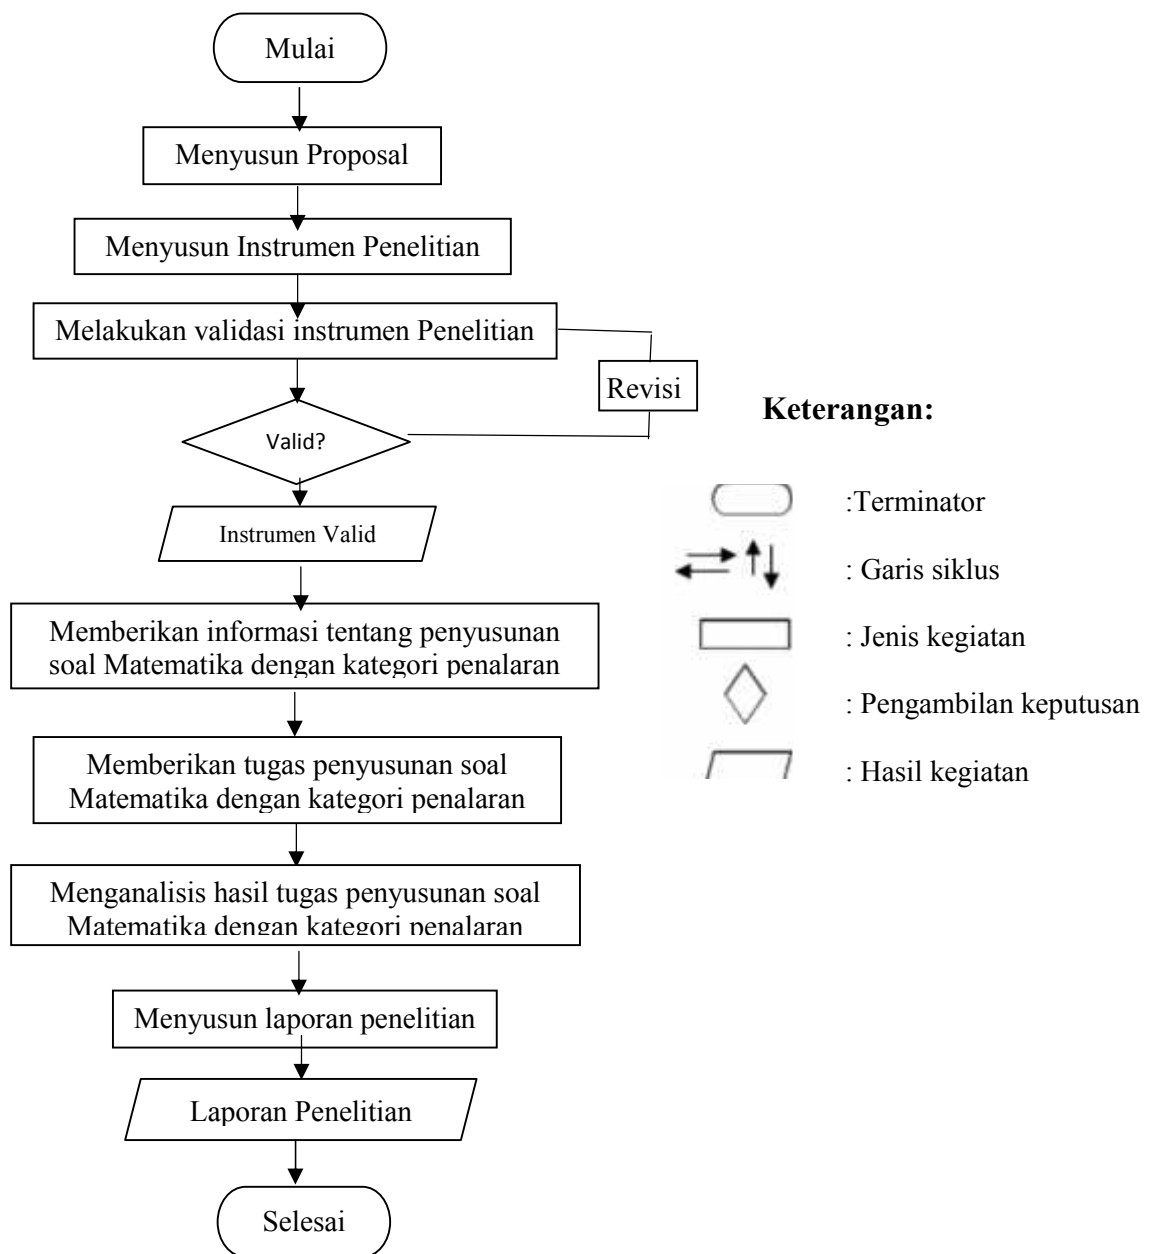 Mulai
Menyusun Proposal
Menyusun Instrumen Penelitian
Melakukan validasi instrumen Penelitian
Revisi
Valid?
Instrumen Valid
Memberikan informasi tentang penyusunan
soal Matematika dengan kategori penalaran
Memberikan tugas penyusunan soal
Matematika dengan kategori penalaran
Menganalisis hasil tugas penyusunan soal
Matematika dengan kategori penalaran
Menyusun laporan penelitian
Laporan Penelitian
Selesai
Keterangan:
:Terminator
: Garis siklus
: Jenis kegiatan
: Pengambilan keputusan
: Hasil kegiatan